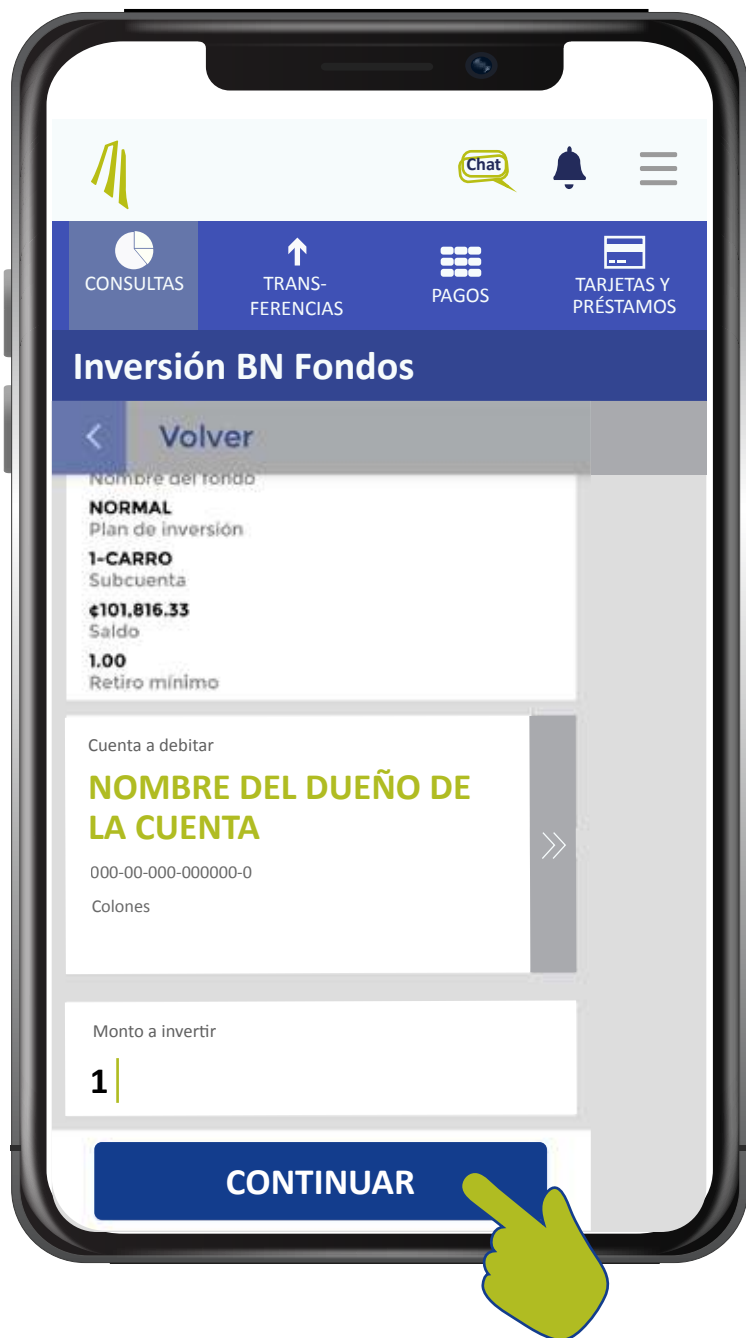 Chat
CONSULTAS
TRANS-
FERENCIAS
PAGOS
TARJETAS Y
PRÉSTAMOS
Inversión BN Fondos
Volver
Nombre del fondo
NORMAL
Plan de inversión
1-CARRO
Subcuenta
¢101,816.33
Saldo
1.00
Retiro mínimo
Cuenta a debitar
NOMBRE DEL DUEÑO DE
LA CUENTA
000-00-000-000000-0
Colones
Monto a invertir
1
CONTINUAR